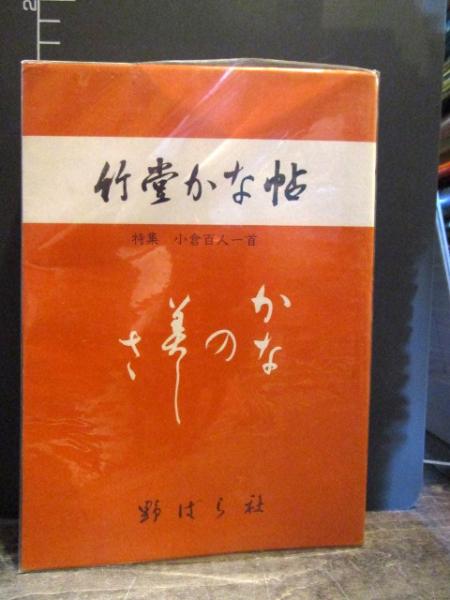 竹堂かな帖
特集 小倉百人一首
かな
の
美し
さ
野ばら社